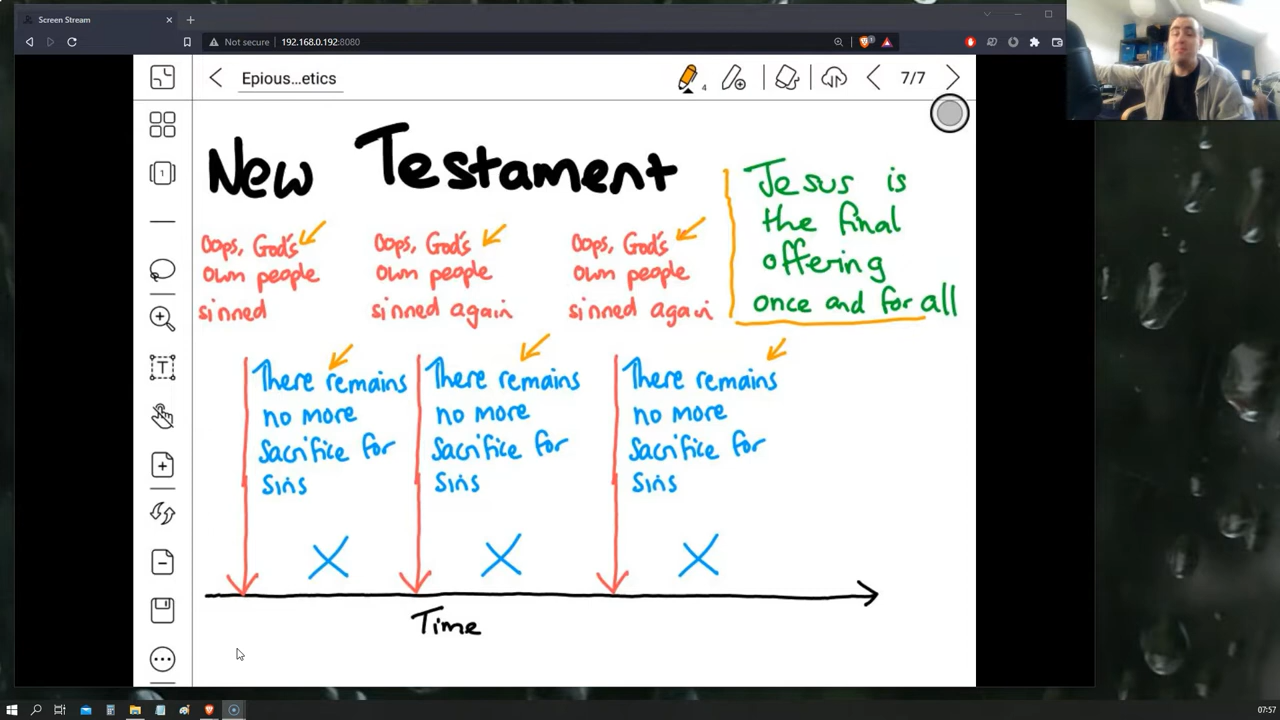 Screen Stream
Not secure
192.168.0.192:8080
1
Epious...etics
4
7/7
1
New Testament
Jesus is
the final
offering
once and for all
Oops, God's
own people
sinned
Oops, God's
own people
sinned again
Oops, God's
own people
sinned again
There remains
no more
sacrifice for
sins
There remains
no more
sacrifice for
sins
There remains
no more
sacrifice for
sins
Time
07:57